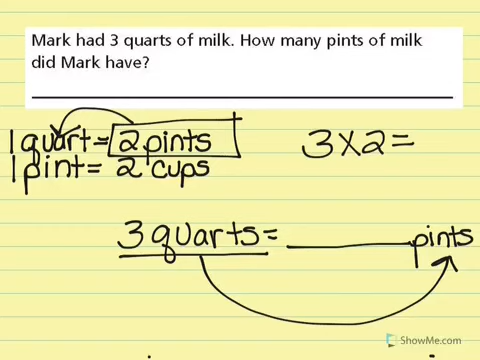 Mark had 3 quarts of milk. How many pints of milk
did Mark have?
1 quart = 2 pints
3 x 2 =
1 pint = 2 cups
3 quarts = ________ pints
ShowMe.com